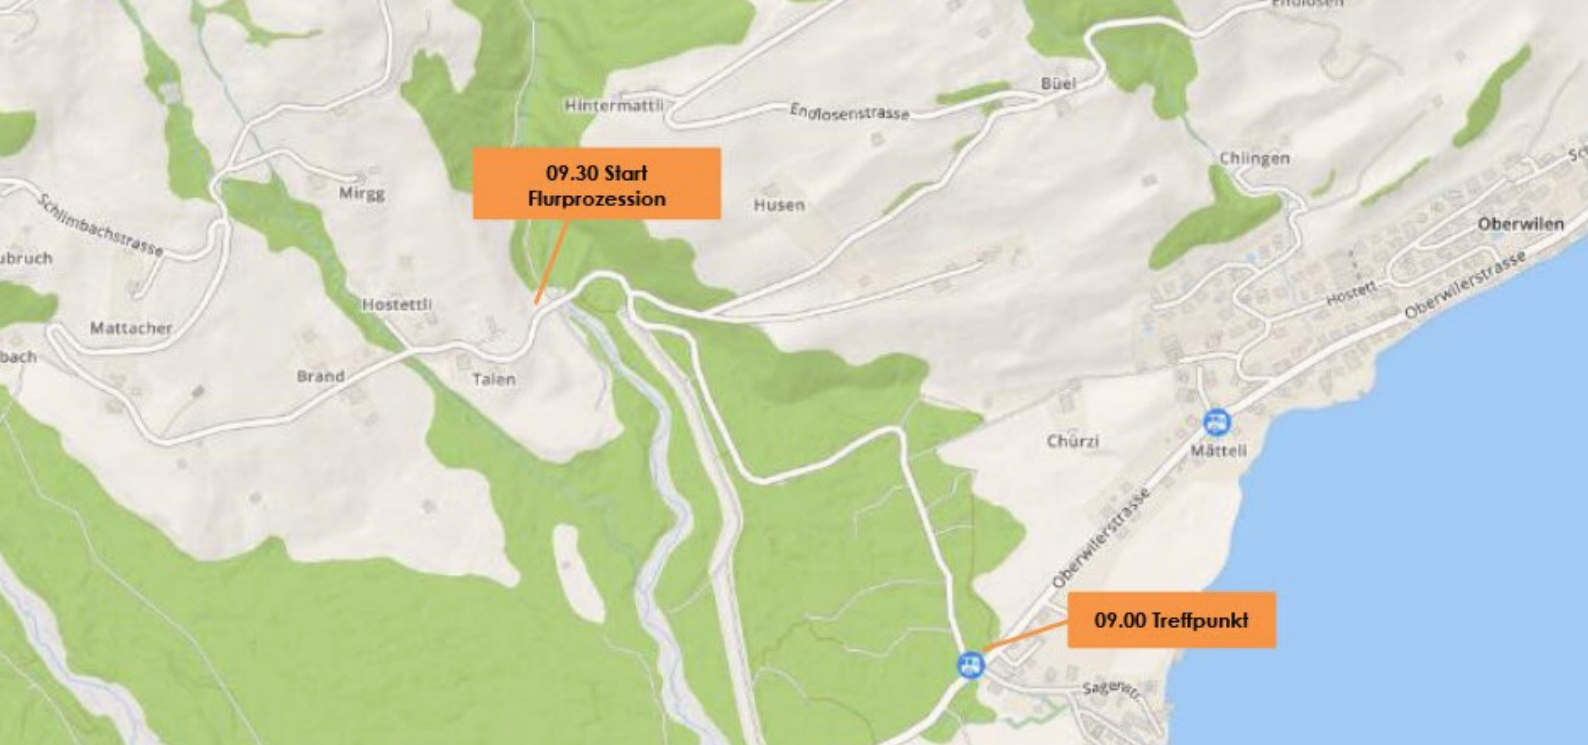 Endlosen
Büel
Hintermattli
Endlosenstrasse
Chlingen
09.30 Start
Flurprozession
Mirgg
Husen
Schlimbachstrasse
Oberwilen
ubruch
Hostettli
Hostett
Oberwilerstrasse
Mattacher
bach
Brand
Talen
Chürzi
Mätteli
Oberwilerstrasse
09.00 Treffpunkt
Sagenstr.